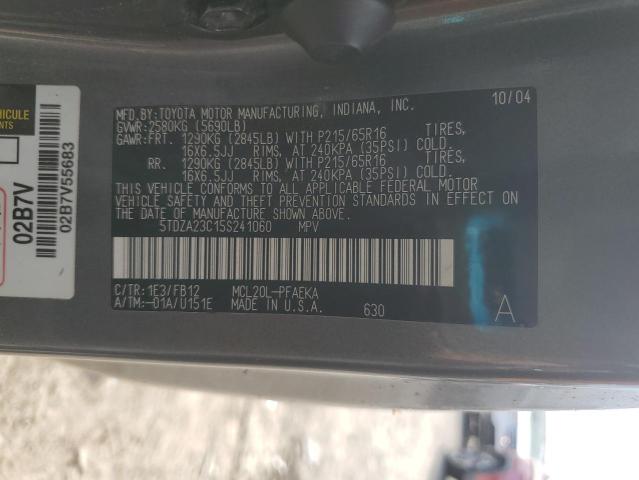 MFD. BY: TOYOTA MOTOR MANUFACTURING, INDIANA, INC. 10/04
GVWR: 2580KG (5690LB)
GAWR: FRT. 1290KG (2845LB) WITH P215/65R16 TIRES,
16X6.5JJ RIMS, AT 240KPA (35PSI) COLD.
RR. 1290KG (2845LB) WITH P215/65R16 TIRES,
16X6.5JJ RIMS, AT 240KPA (35PSI) COLD.
THIS VEHICLE CONFORMS TO ALL APPLICABLE FEDERAL MOTOR
VEHICLE SAFETY AND THEFT PREVENTION STANDARDS IN EFFECT ON
THE DATE OF MANUFACTURE SHOWN ABOVE.
5TDZA23C15S241060 MPV
C/TR: 1E3/FB12 MCL20L-PFAEKA
A/TM: -01A/U151E MADE IN U.S.A. 630 A
02B7V
02B7V55683